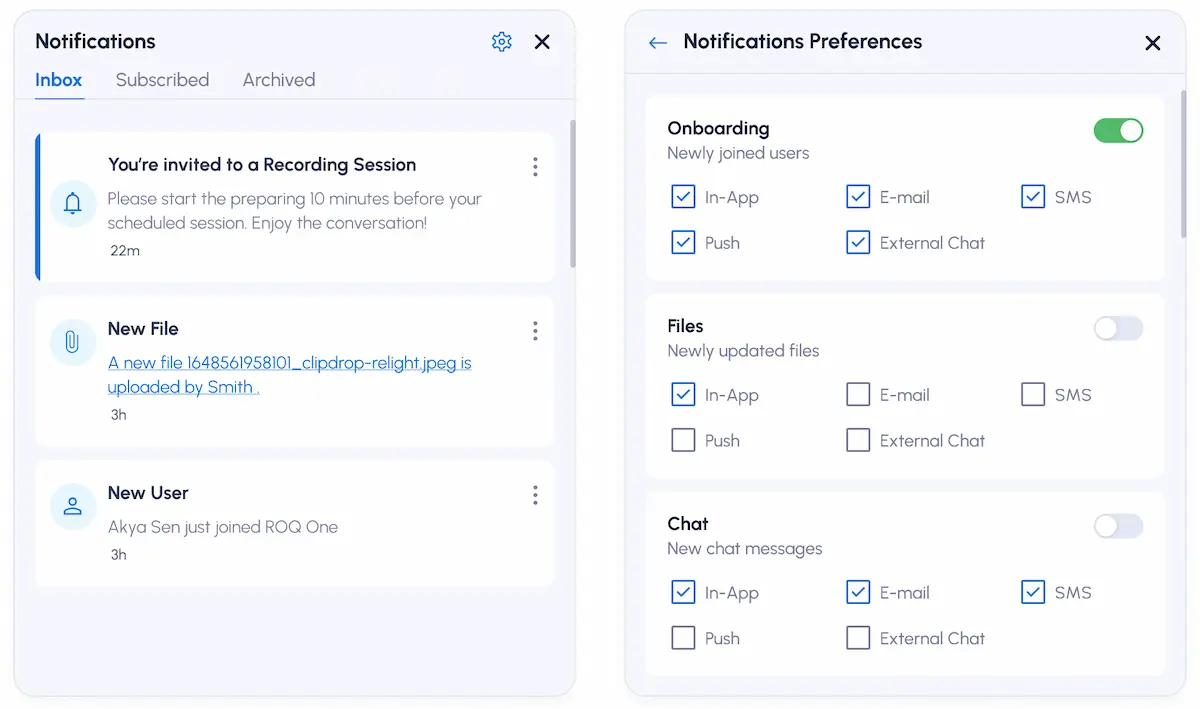 Notifications
Inbox Subscribed Archived
You're invited to a Recording Session
Please start the preparing 10 minutes before your
scheduled session. Enjoy the conversation!
22m
New File
A new file 1648561958101_clipdrop-relight.jpeg is
uploaded by Smith .
3h
New User
Akya Sen just joined ROQ One
3h
Notifications Preferences
Onboarding
Newly joined users
In-App E-mail SMS
Push External Chat
Files
Newly updated files
In-App E-mail SMS
Push External Chat
Chat
New chat messages
In-App E-mail SMS
Push External Chat